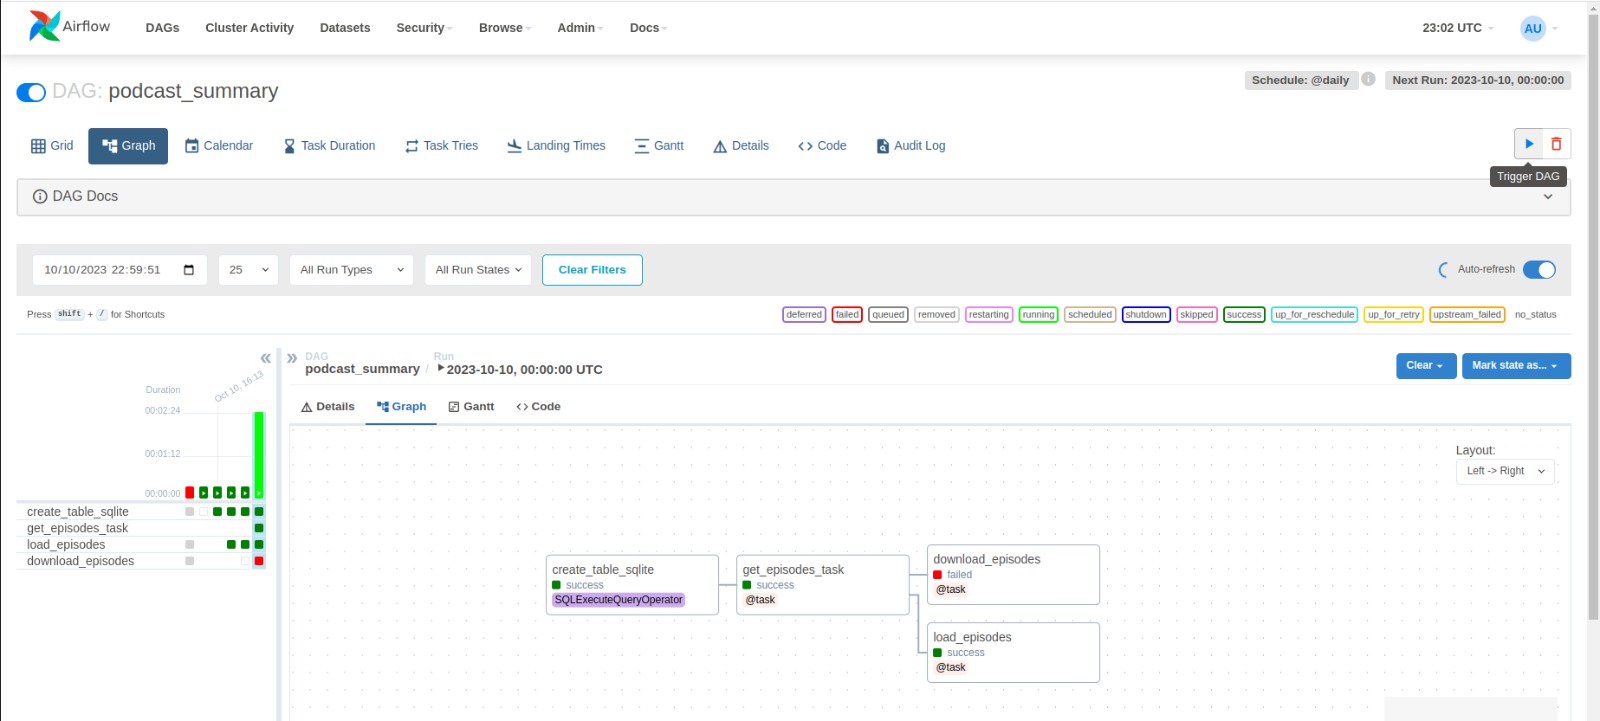 Airflow DAGs Cluster Activity Datasets Security Browse Admin Docs 23:02 UTC AU
DAG: podcast_summary Schedule: @daily Next Run: 2023-10-10, 00:00:00
Grid Graph Calendar Task Duration Task Tries Landing Times Gantt Details Code Audit Log
Trigger DAG
DAG Docs
10/10/2023 22:59:51 25 All Run Types All Run States Clear Filters Auto-refresh
Press shift + / for Shortcuts deferred failed queued removed restarting running scheduled shutdown skipped success up_for_reschedule up_for_retry upstream_failed no_status
DAG Run
podcast_summary / 2023-10-10, 00:00:00 UTC Clear Mark state as...
Duration Oct 10, 16:13
00:02:24
00:01:12
00:00:00
create_table_sqlite
get_episodes_task
load_episodes
download_episodes
Details Graph Gantt Code
Layout:
Left -> Right
create_table_sqlite
success
SQLExecuteQueryOperator
get_episodes_task
success
@task
download_episodes
failed
@task
load_episodes
success
@task